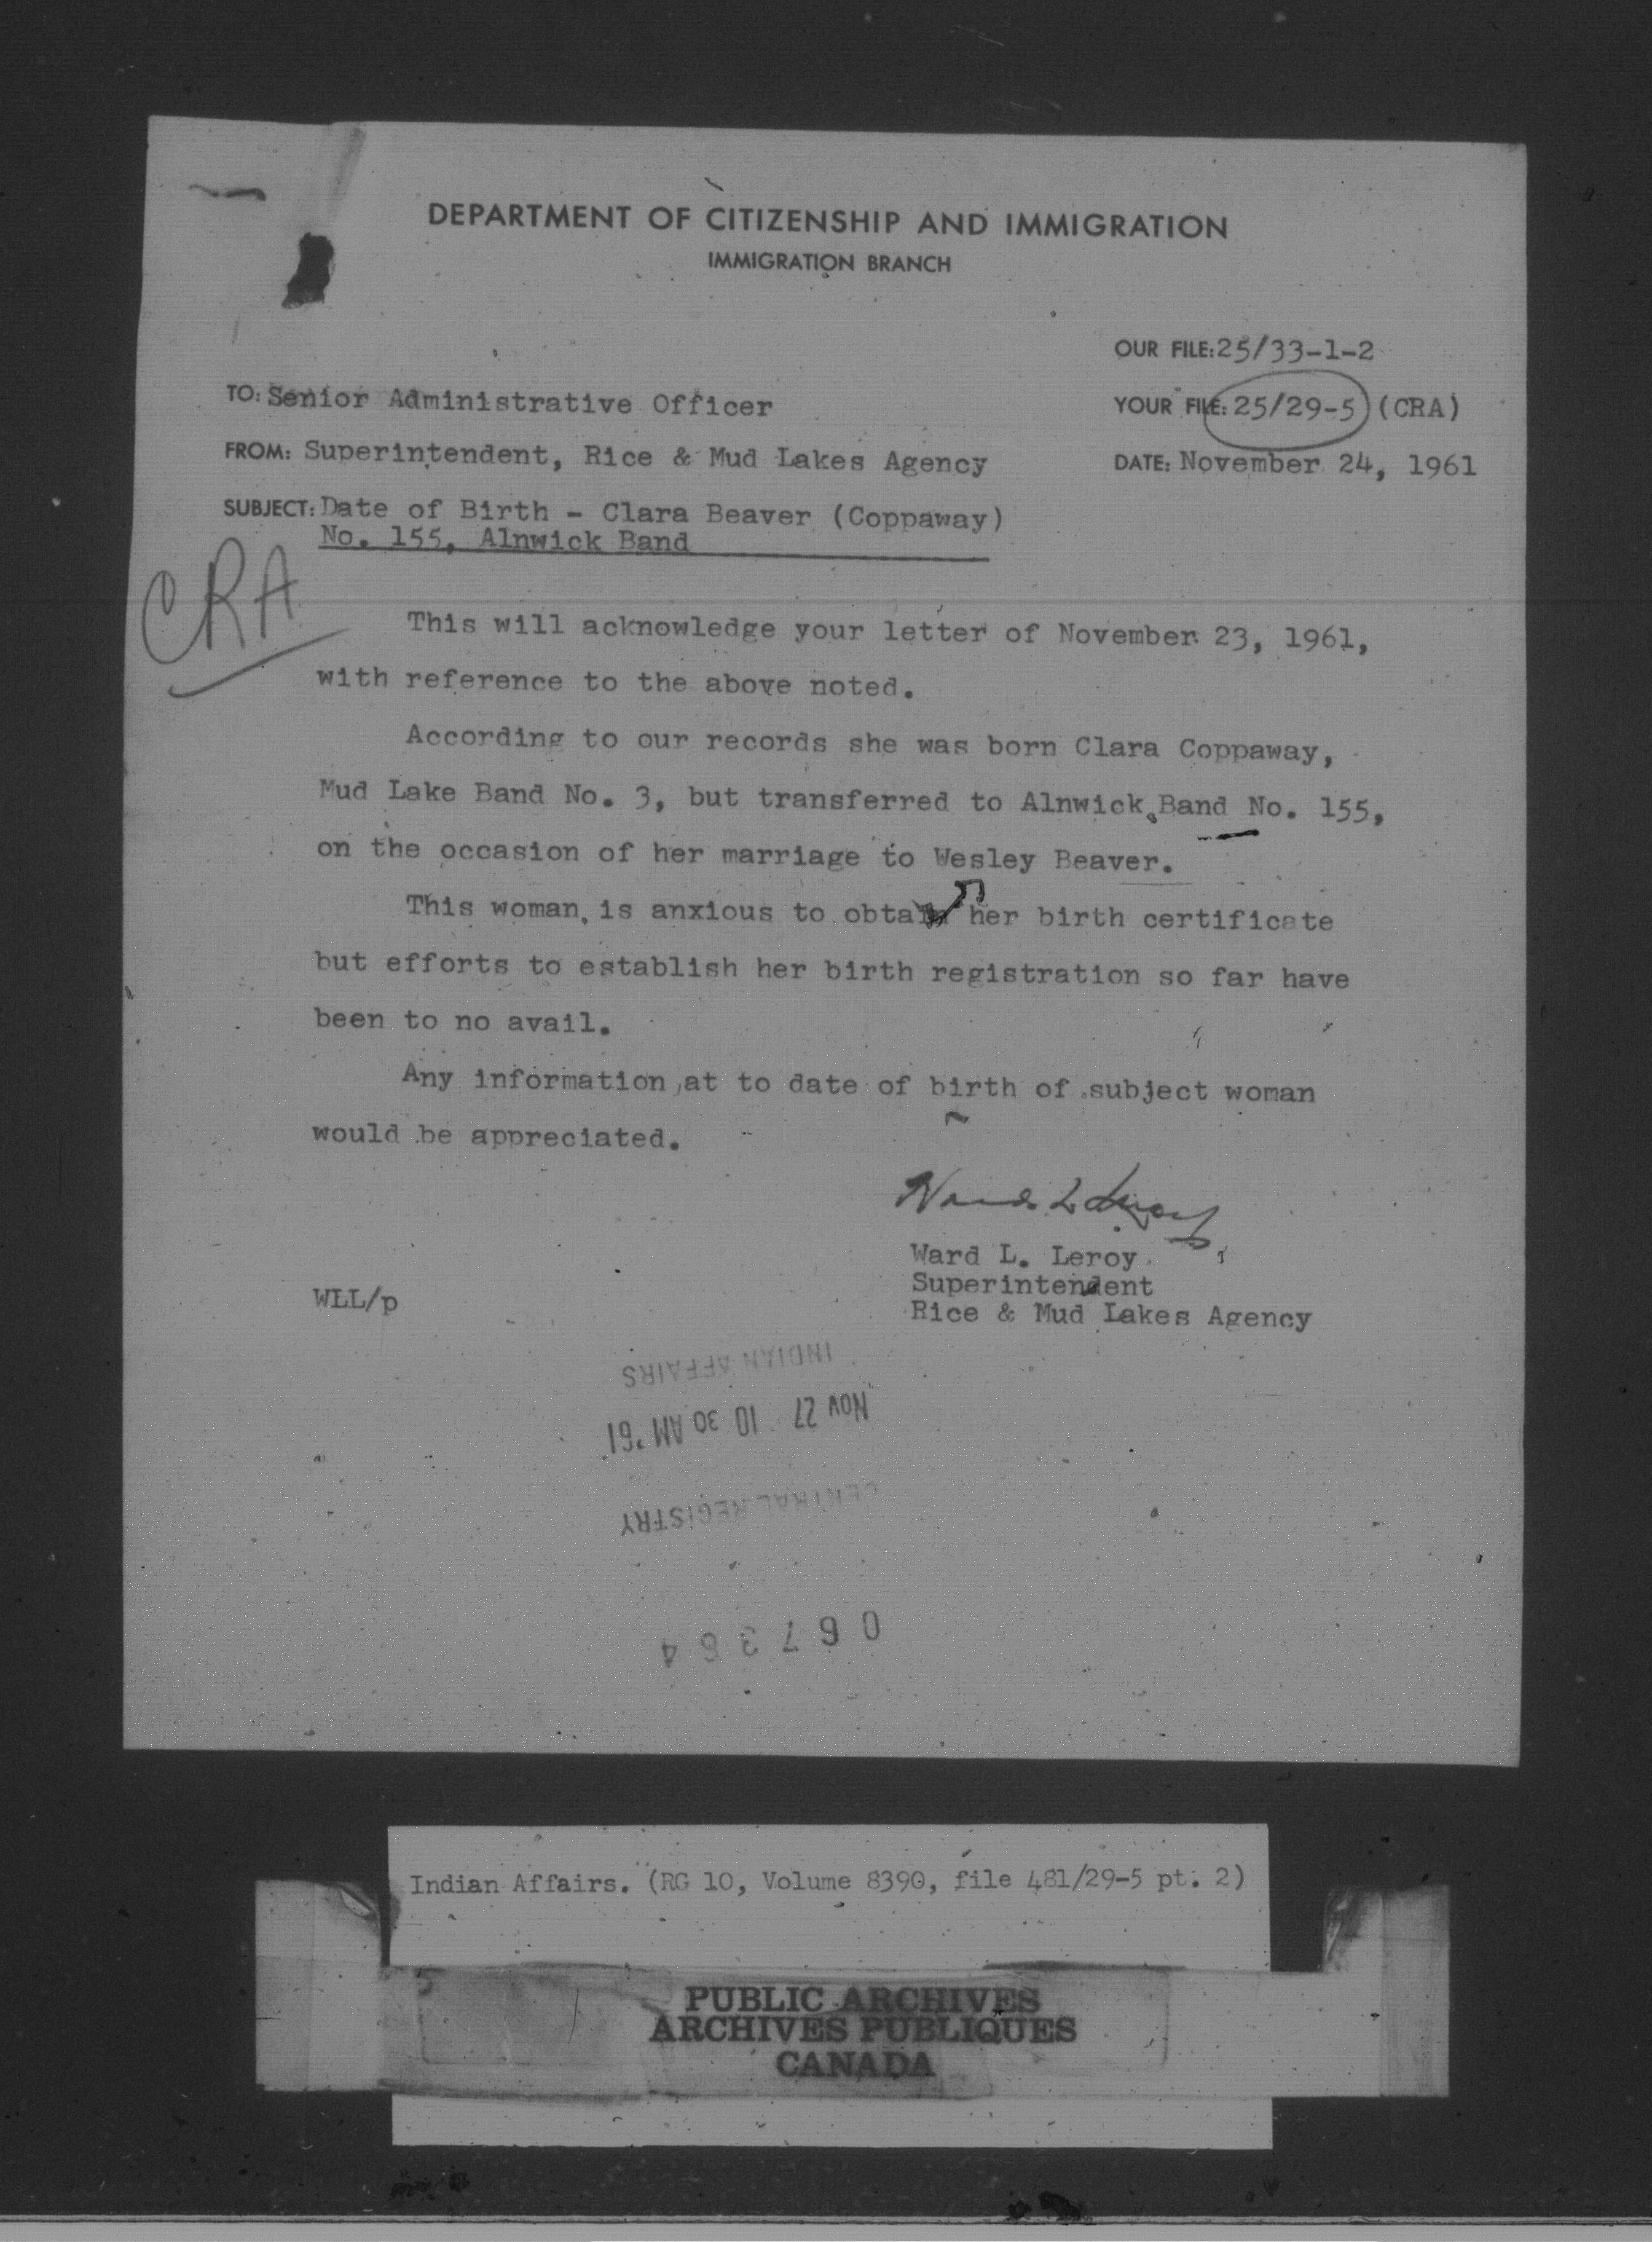 DEPARTMENT OF CITIZENSHIP AND IMMIGRATION
IMMIGRATION BRANCH
OUR FILE: 25/33-1-2
TO: Senior Administrative Officer
YOUR FILE: 25/29-5 (CRA)
FROM: Superintendent, Rice & Mud Lakes Agency
DATE: November 24, 1961
SUBJECT: Date of Birth - Clara Beaver (Coppaway)
No. 155, Alnwick Band
CRA
This will acknowledge your letter of November 23, 1961,
with reference to the above noted.
According to our records she was born Clara Coppaway,
Mud Lake Band No. 3, but transferred to Alnwick Band No. 155,
on the occasion of her marriage to Wesley Beaver.
This woman is anxious to obtain her birth certificate
but efforts to establish her birth registration so far have
been to no avail.
Any information at to date of birth of subject woman
would be appreciated.
Ward L Leroy
Ward L. Leroy
Superintendent
WLL/p
Rice & Mud Lakes Agency
INDIAN AFFAIRS
NOV 27 10 30 AM '61
CENTRAL REGISTRY
067364
Indian Affairs. (RG 10, Volume 8390, file 481/29-5 pt. 2)
PUBLIC ARCHIVES
ARCHIVES PUBLIQUES
CANADA